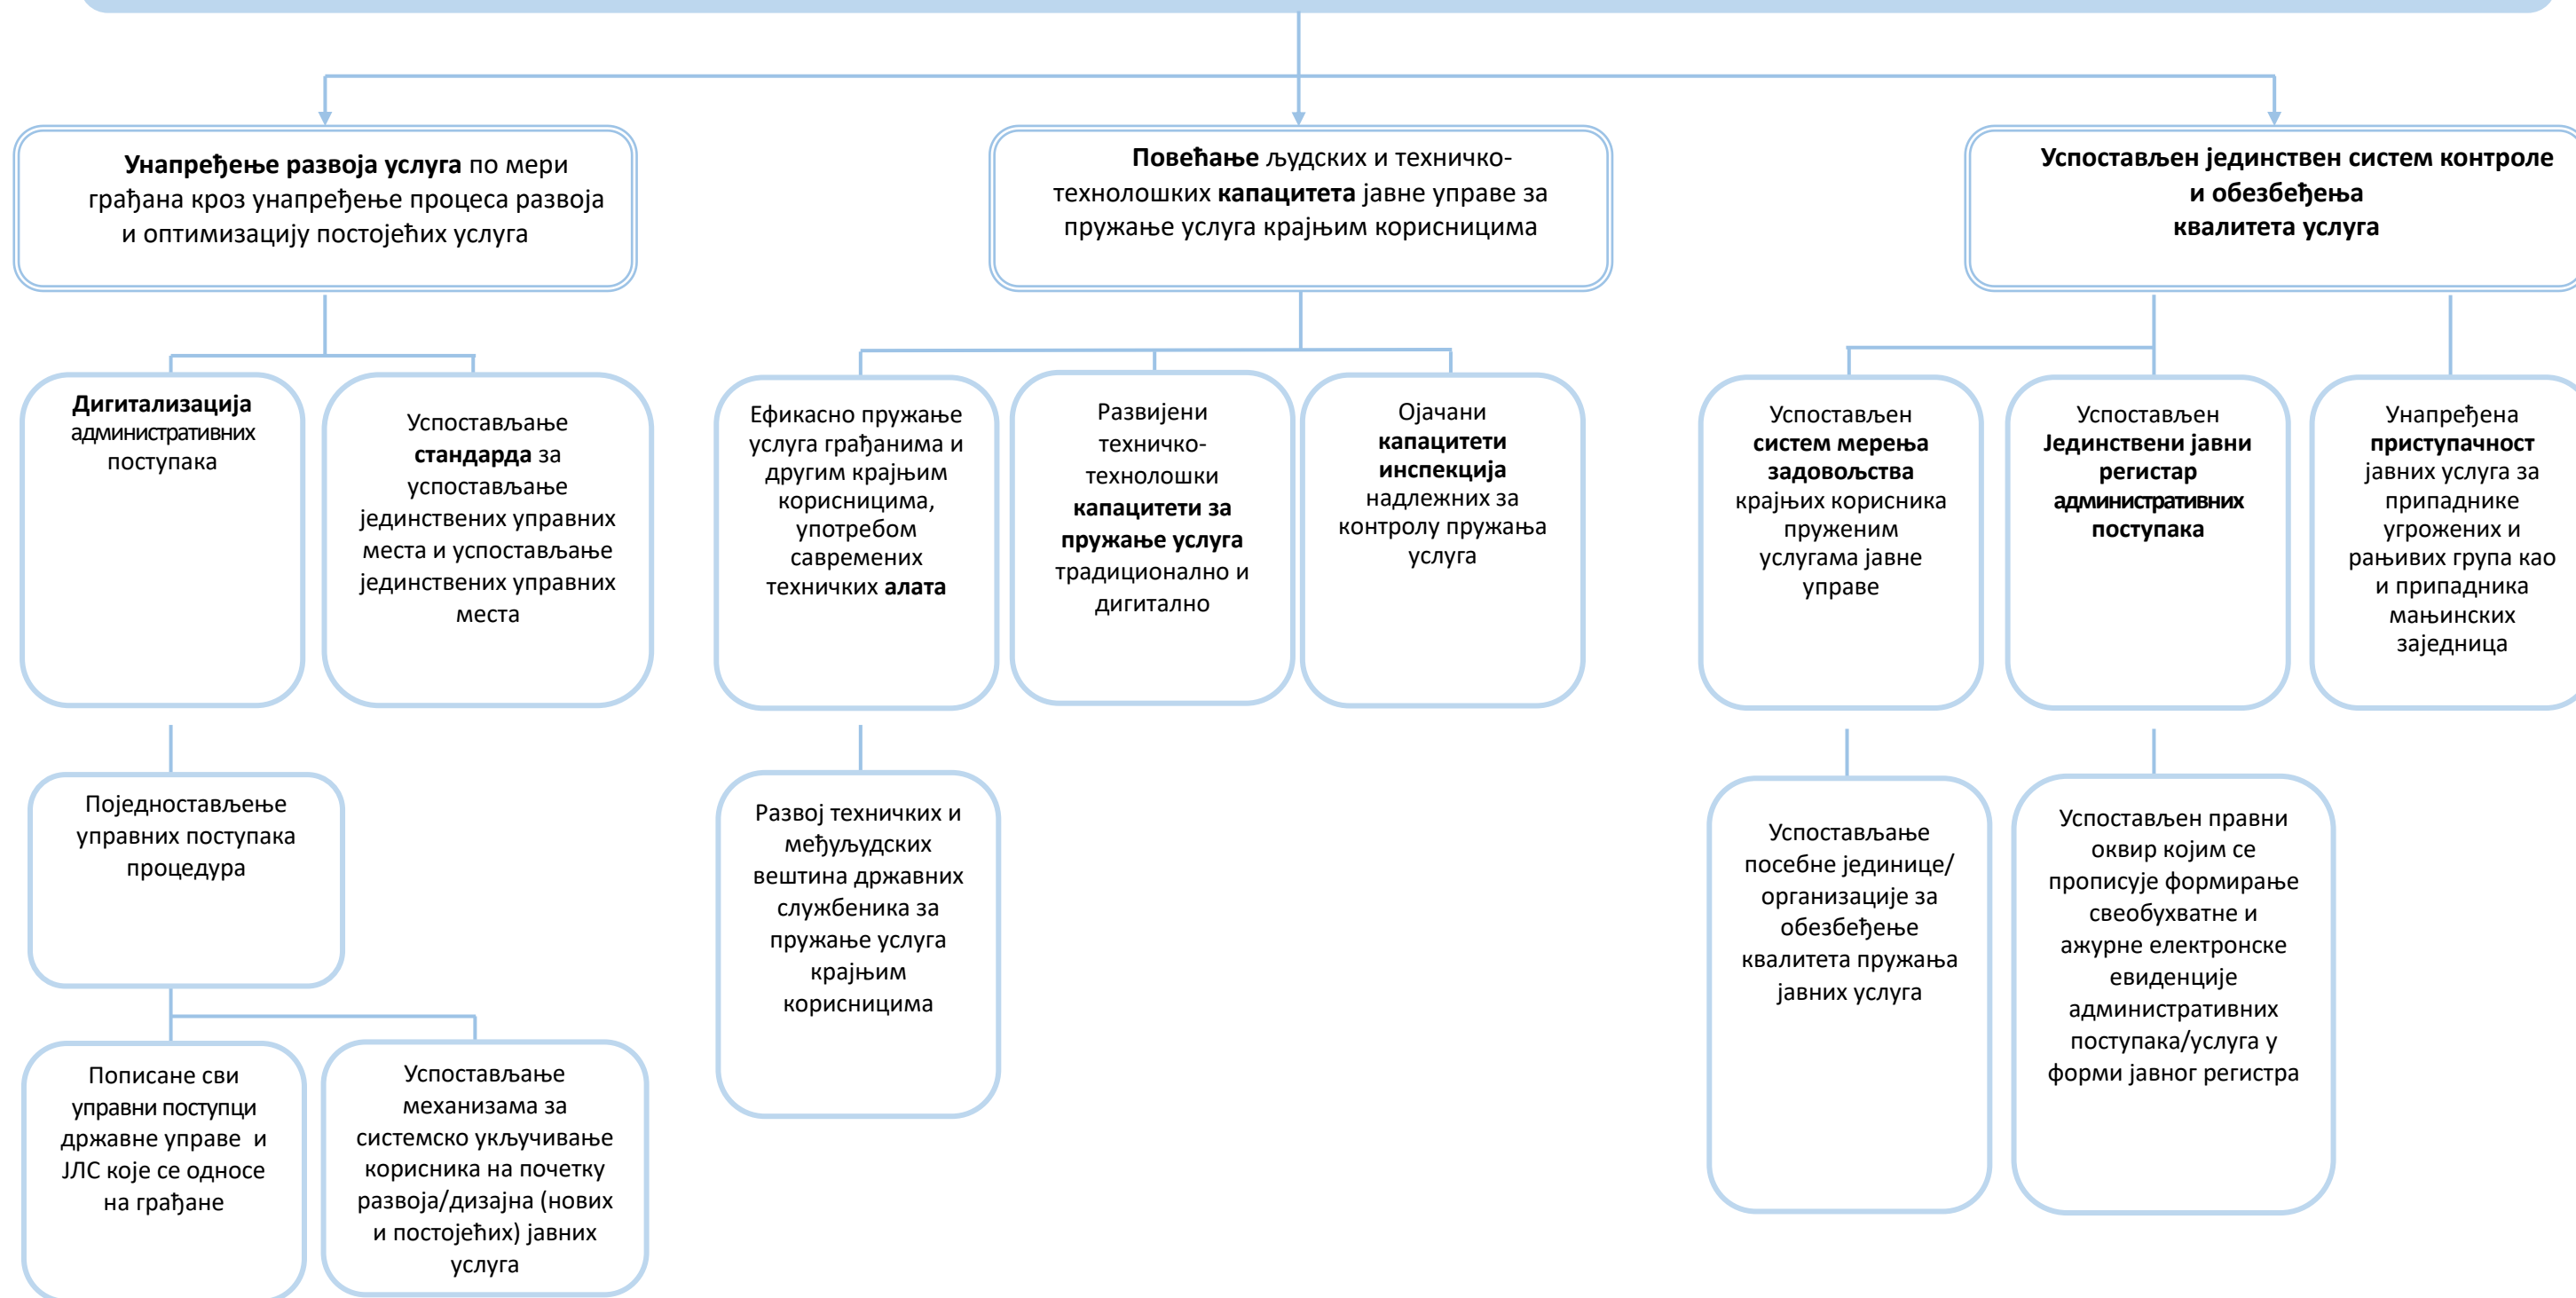 Унапређење развоја услуга по мери
грађана кроз унапређење процеса развоја
и оптимизацију постојећих услуга
Повећање људских и техничко-
технолошких капацитета јавне управе за
пружање услуга крајњим корисницима
Успостављен јединствен систем контроле
и обезбеђења
квалитета услуга
Дигитализација
административних
поступака
Успостављање
стандарда за
успостављање
јединствених управних
места и успостављање
јединствених управних
места
Ефикасно пружање
услуга грађанима и
другим крајњим
корисницима,
употребом
савремених
техничких алата
Развијени
техничко-
технолошки
капацитети за
пружање услуга
традиционално и
дигитално
Ојачани
капацитети
инспекција
надлежних за
контролу пружања
услуга
Успостављен
систем мерења
задовољства
крајњих корисника
пруженим
услугама јавне
управе
Успостављен
Јединствени јавни
регистар
административних
поступака
Унапређена
приступачност
јавних услуга за
припаднике
угрожених и
рањивих група као
и припадника
мањинских
заједница
Поједностављење
управних поступака
процедура
Развој техничких и
међуљудских
вештина државних
службеника за
пружање услуга
крајњим
корисницима
Успостављање
посебне јединице/
организације за
обезбеђење
квалитета пружања
јавних услуга
Успостављен правни
оквир којим се
прописује формирање
свеобухватне и
ажурне електронске
евиденције
административних
поступака/услуга у
форми јавног регистра
Пописане сви
управни поступци
државне управе и
ЈЛС које се односе
на грађане
Успостављање
механизама за
системско укључивање
корисника на почетку
развоја/дизајна (нових
и постојећих) јавних
услуга